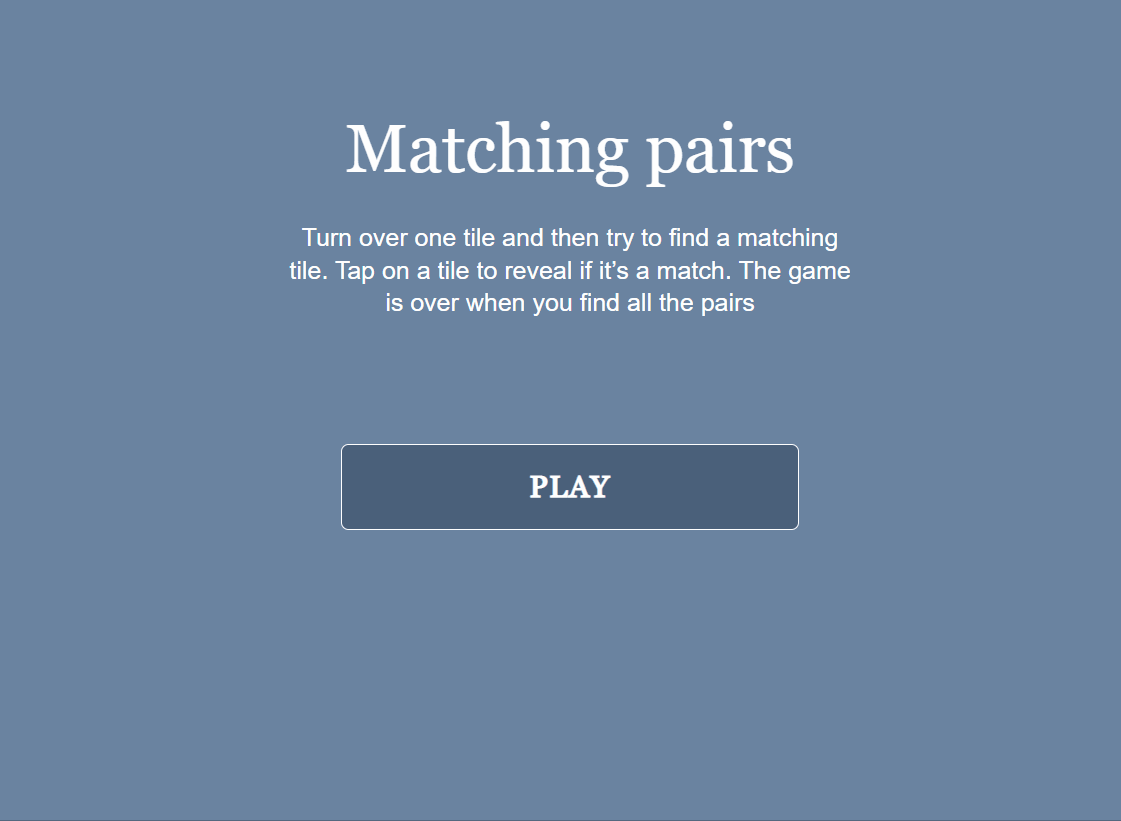 Matching pairs
Turn over one tile and then try to find a matching
tile. Tap on a tile to reveal if it’s a match. The game
is over when you find all the pairs
PLAY